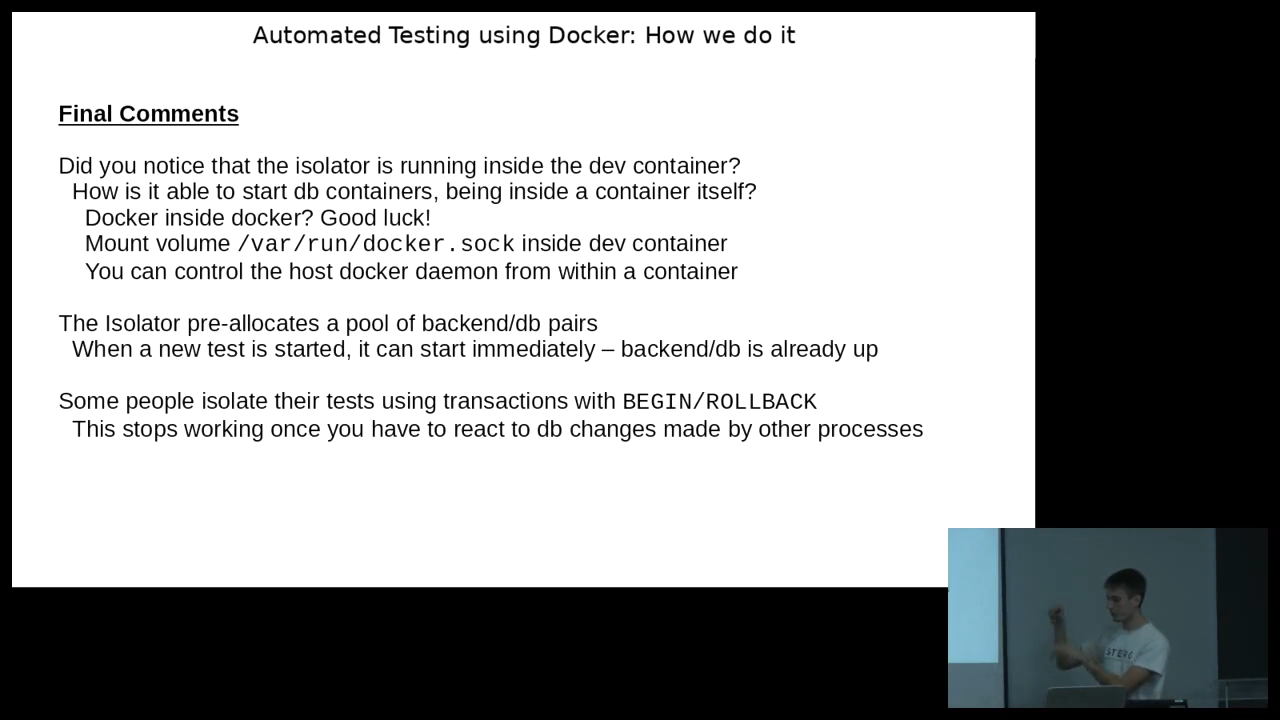 Automated Testing using Docker: How we do it
Final Comments
Did you notice that the isolator is running inside the dev container?
How is it able to start db containers, being inside a container itself?
Docker inside docker? Good luck!
Mount volume /var/run/docker.sock inside dev container
You can control the host docker daemon from within a container
The Isolator pre-allocates a pool of backend/db pairs
When a new test is started, it can start immediately – backend/db is already up
Some people isolate their tests using transactions with BEGIN/ROLLBACK
This stops working once you have to react to db changes made by other processes